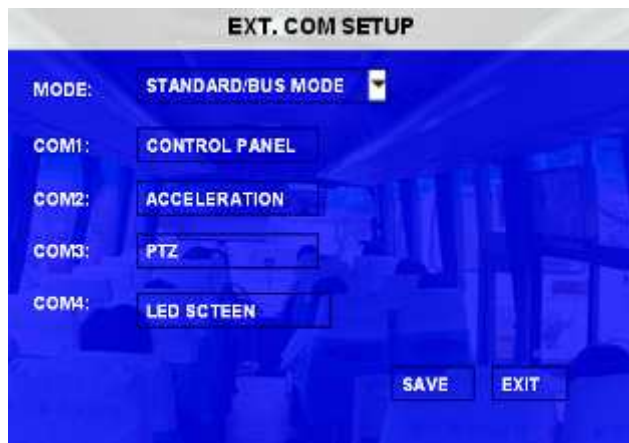 EXT. COM SETUP
MODE: STANDARD/BUS MODE
COM1: CONTROL PANEL
COM2: ACCELERATION
COM3: PTZ
COM4: LED SCTEEN
SAVE EXIT